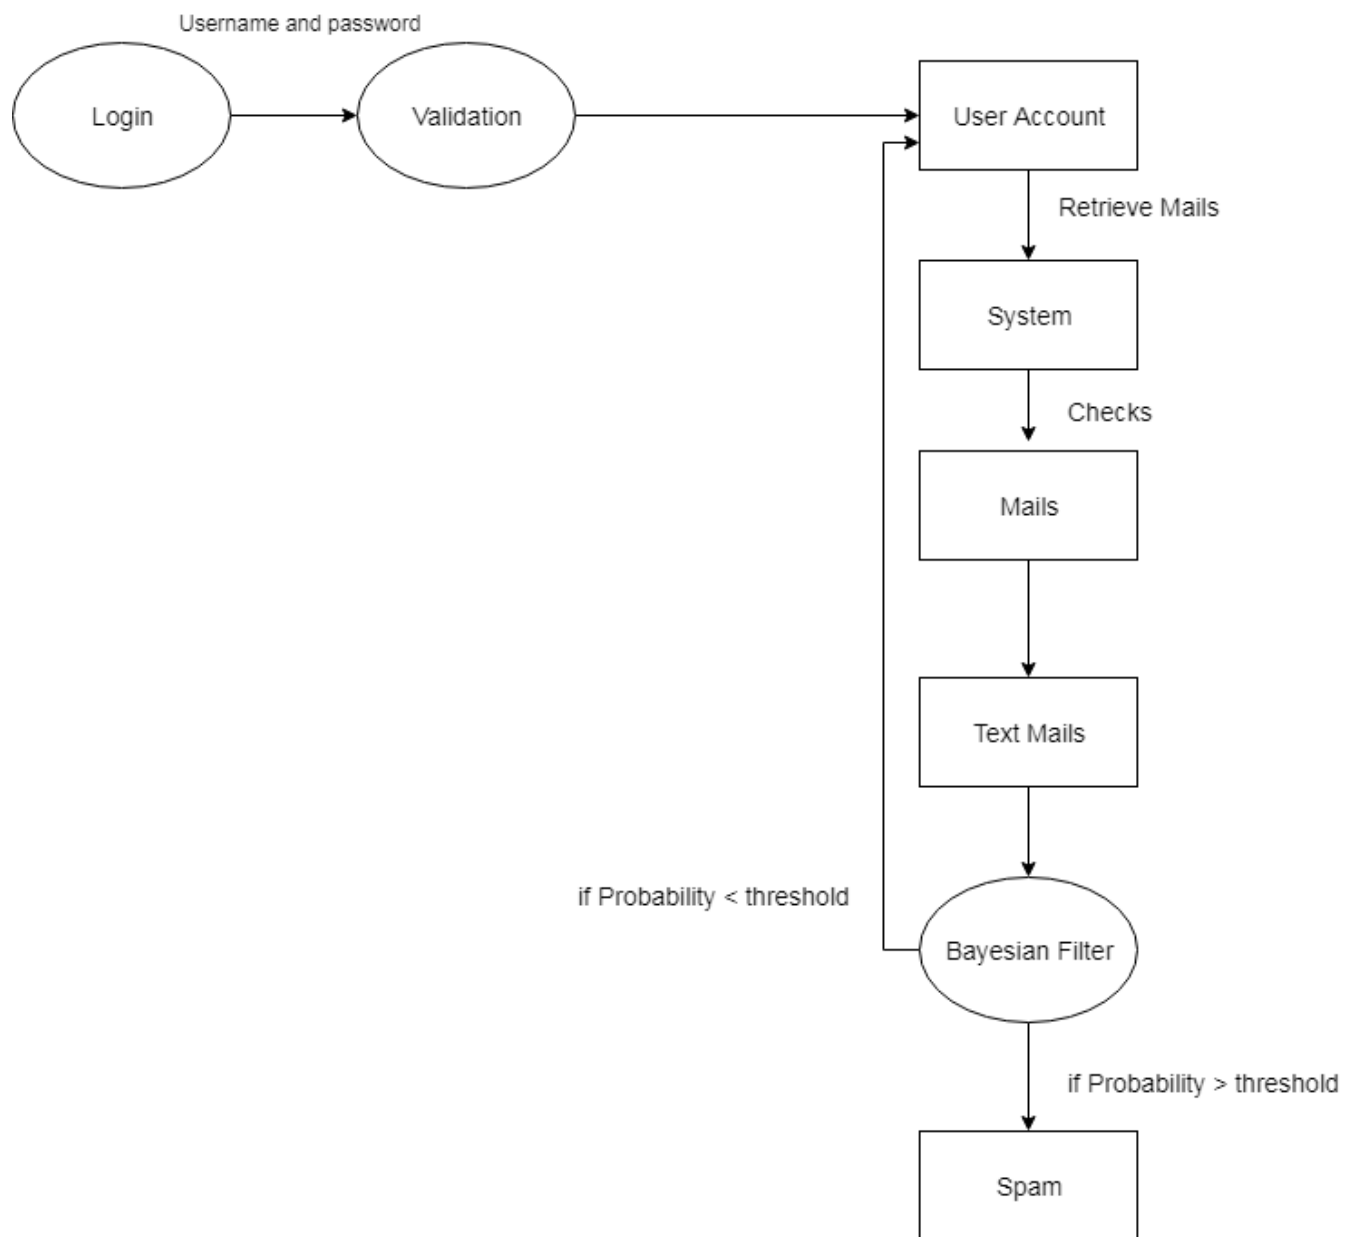 Username and password
Login
Validation
User Account
Retrieve Mails
System
Checks
Mails
Text Mails
if Probability < threshold
Bayesian Filter
if Probability > threshold
Spam